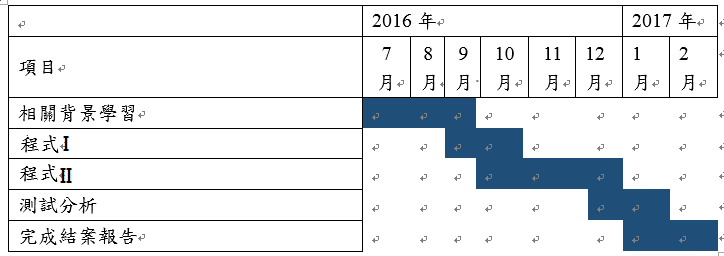 2016 年 2017 年
項目 7 月 8 月 9 月 10 月 11 月 12 月 1 月 2 月
相關背景學習
程式I
程式II
測試分析
完成結案報告